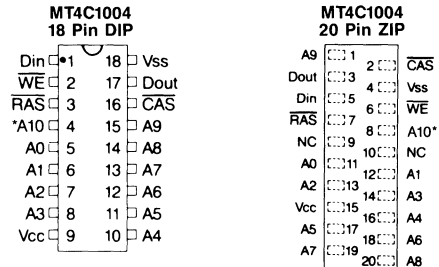 MT4C1004
18 Pin DIP
Din 1 18 Vss
WE 2 17 Dout
RAS 3 16 CAS
*A10 4 15 A9
A0 5 14 A8
A1 6 13 A7
A2 7 12 A6
A3 8 11 A5
Vcc 9 10 A4
MT4C1004
20 Pin ZIP
A9 1
2 CAS
Dout 3
4 Vss
Din 5
6 WE
RAS 7
8 A10*
NC 9
10 NC
A0 11
12 A1
A2 13
14 A3
Vcc 15
16 A4
A5 17
18 A6
A7 19
20 A8